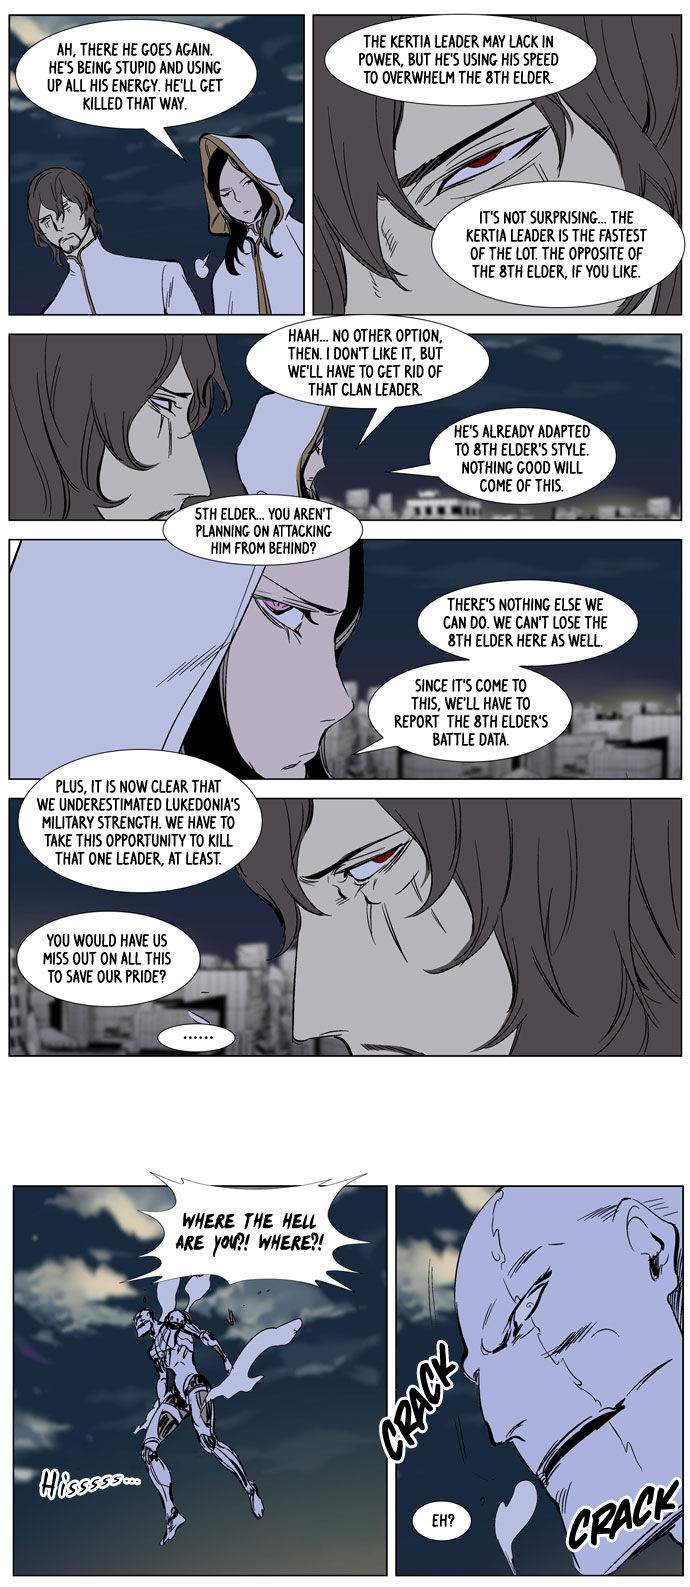 AH, THERE HE GOES AGAIN.
HE'S BEING STUPID AND USING
UP ALL HIS ENERGY. HE'LL GET
KILLED THAT WAY.
THE KERTIA LEADER MAY LACK IN
POWER, BUT HE'S USING HIS SPEED
TO OVERWHELM THE 8TH ELDER.
IT'S NOT SURPRISING... THE
KERTIA LEADER IS THE FASTEST
OF THE LOT. THE OPPOSITE OF
THE 8TH ELDER, IF YOU LIKE.
HAAH... NO OTHER OPTION,
THEN. I DON'T LIKE IT, BUT
WE'LL HAVE TO GET RID OF
THAT CLAN LEADER.
HE'S ALREADY ADAPTED
TO 8TH ELDER'S STYLE.
NOTHING GOOD WILL
COME OF THIS.
5TH ELDER... YOU AREN'T
PLANNING ON ATTACKING
HIM FROM BEHIND?
THERE'S NOTHING ELSE WE
CAN DO. WE CAN'T LOSE THE
8TH ELDER HERE AS WELL.
SINCE IT'S COME TO
THIS, WE'LL HAVE TO
REPORT THE 8TH ELDER'S
BATTLE DATA.
PLUS, IT IS NOW CLEAR THAT
WE UNDERESTIMATED LUKEDONIA'S
MILITARY STRENGTH. WE HAVE TO
TAKE THIS OPPORTUNITY TO KILL
THAT ONE LEADER, AT LEAST.
YOU WOULD HAVE US
MISS OUT ON ALL THIS
TO SAVE OUR PRIDE?
......
WHERE THE HELL
ARE YOU?! WHERE?!
Hisssss...
CRACK
EH?
CRACK